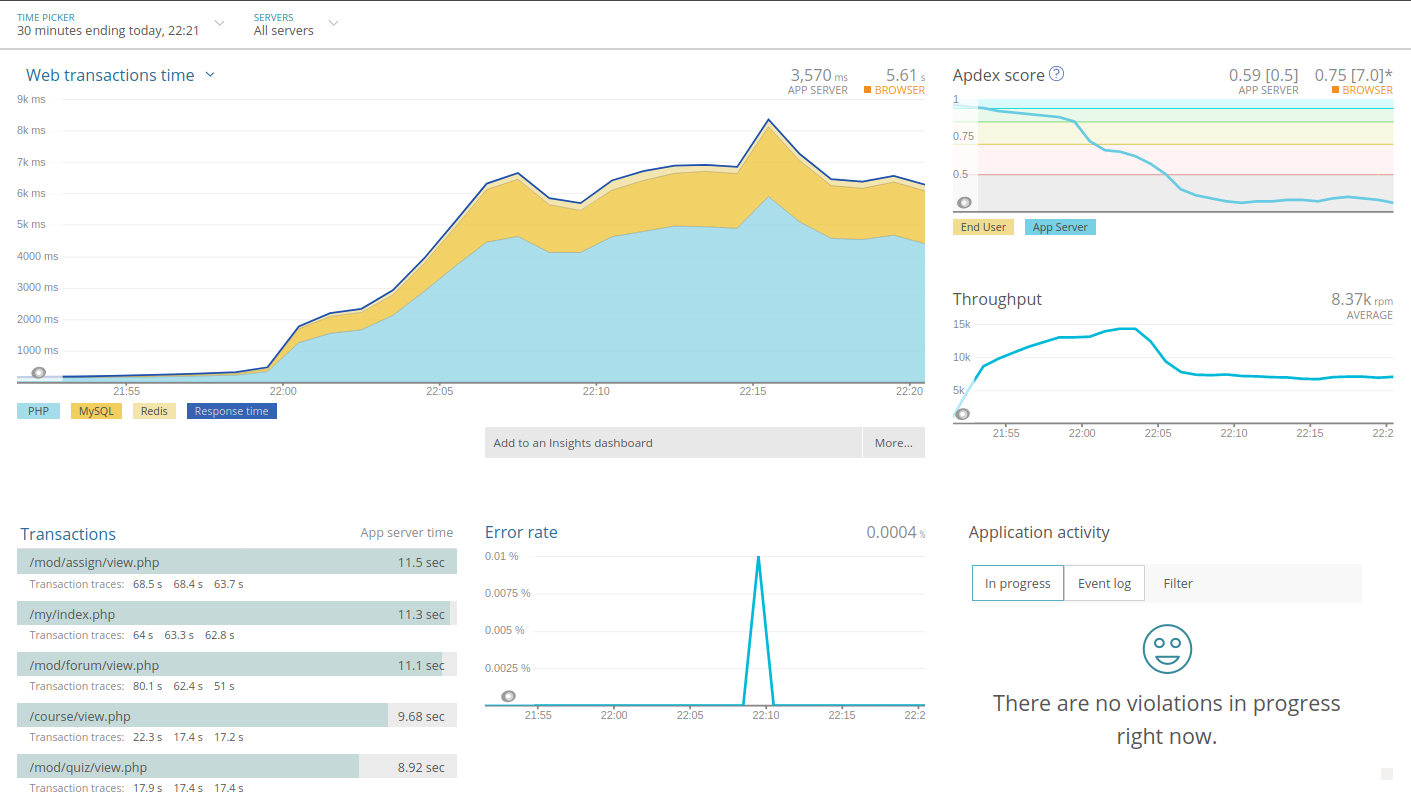 TIME PICKER
30 minutes ending today, 22:21
SERVERS
All servers
Web transactions time
3,570 ms
APP SERVER
5.61 s
BROWSER
9k ms
8k ms
7k ms
6k ms
5k ms
4000 ms
3000 ms
2000 ms
1000 ms
21:55 22:00 22:05 22:10 22:15 22:20
PHP MySQL Redis Response time
Add to an Insights dashboard More...
Apdex score ?
0.59 [0.5]
APP SERVER
0.75 [7.0]*
BROWSER
1
0.75
0.5
End User App Server
Throughput
8.37k rpm
AVERAGE
15k
10k
5k
21:55 22:00 22:05 22:10 22:15 22:2
Transactions App server time
/mod/assign/view.php 11.5 sec
Transaction traces: 68.5 s 68.4 s 63.7 s
/my/index.php 11.3 sec
Transaction traces: 64 s 63.3 s 62.8 s
/mod/forum/view.php 11.1 sec
Transaction traces: 80.1 s 62.4 s 51 s
/course/view.php 9.68 sec
Transaction traces: 22.3 s 17.4 s 17.2 s
/mod/quiz/view.php 8.92 sec
Transaction traces: 17.9 s 17.4 s 17.4 s
Error rate 0.0004 %
0.01 %
0.0075 %
0.005 %
0.0025 %
21:55 22:00 22:05 22:10 22:15 22:2
Application activity
In progress Event log Filter
There are no violations in progress
right now.